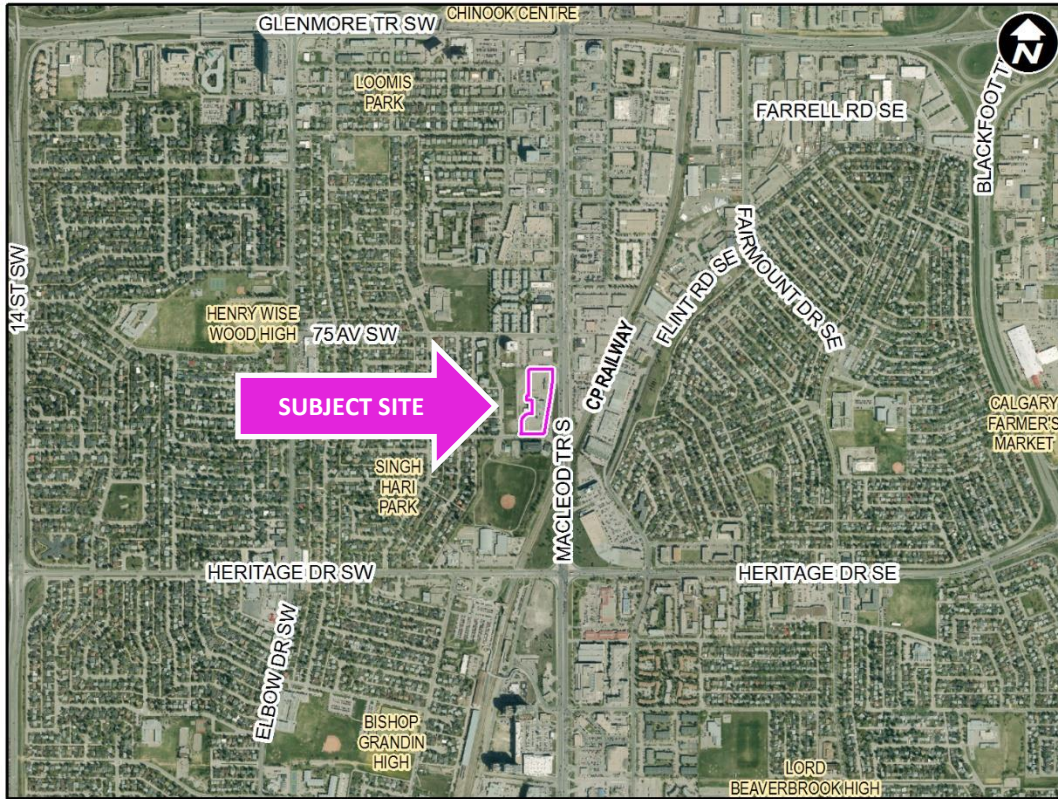 CHINOOK CENTRE
GLENMORE TR SW
N
LOOMIS
PARK
FARRELL RD SE
BLACKFOOT T
14 ST SW
FAIRMOUNT DR SE
FLINT RD SE
HENRY WISE
WOOD HIGH
75 AV SW
CP RAILWAY
SUBJECT SITE
CALGARY
FARMER'S
MARKET
MACLEOD TR S
SINGH
HARI
PARK
HERITAGE DR SW
HERITAGE DR SE
ELBOW DR SW
BISHOP
GRANDIN
HIGH
LORD
BEAVERBROOK HIGH